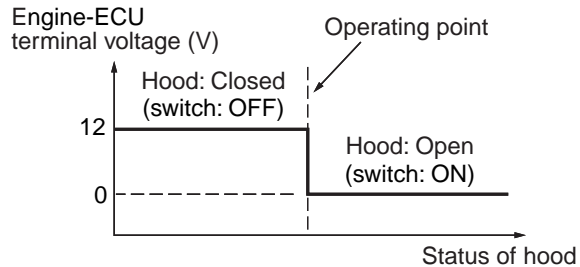 Engine-ECU
terminal voltage (V)
Operating point
Hood: Closed
(switch: OFF)
12
Hood: Open
(switch: ON)
0
Status of hood